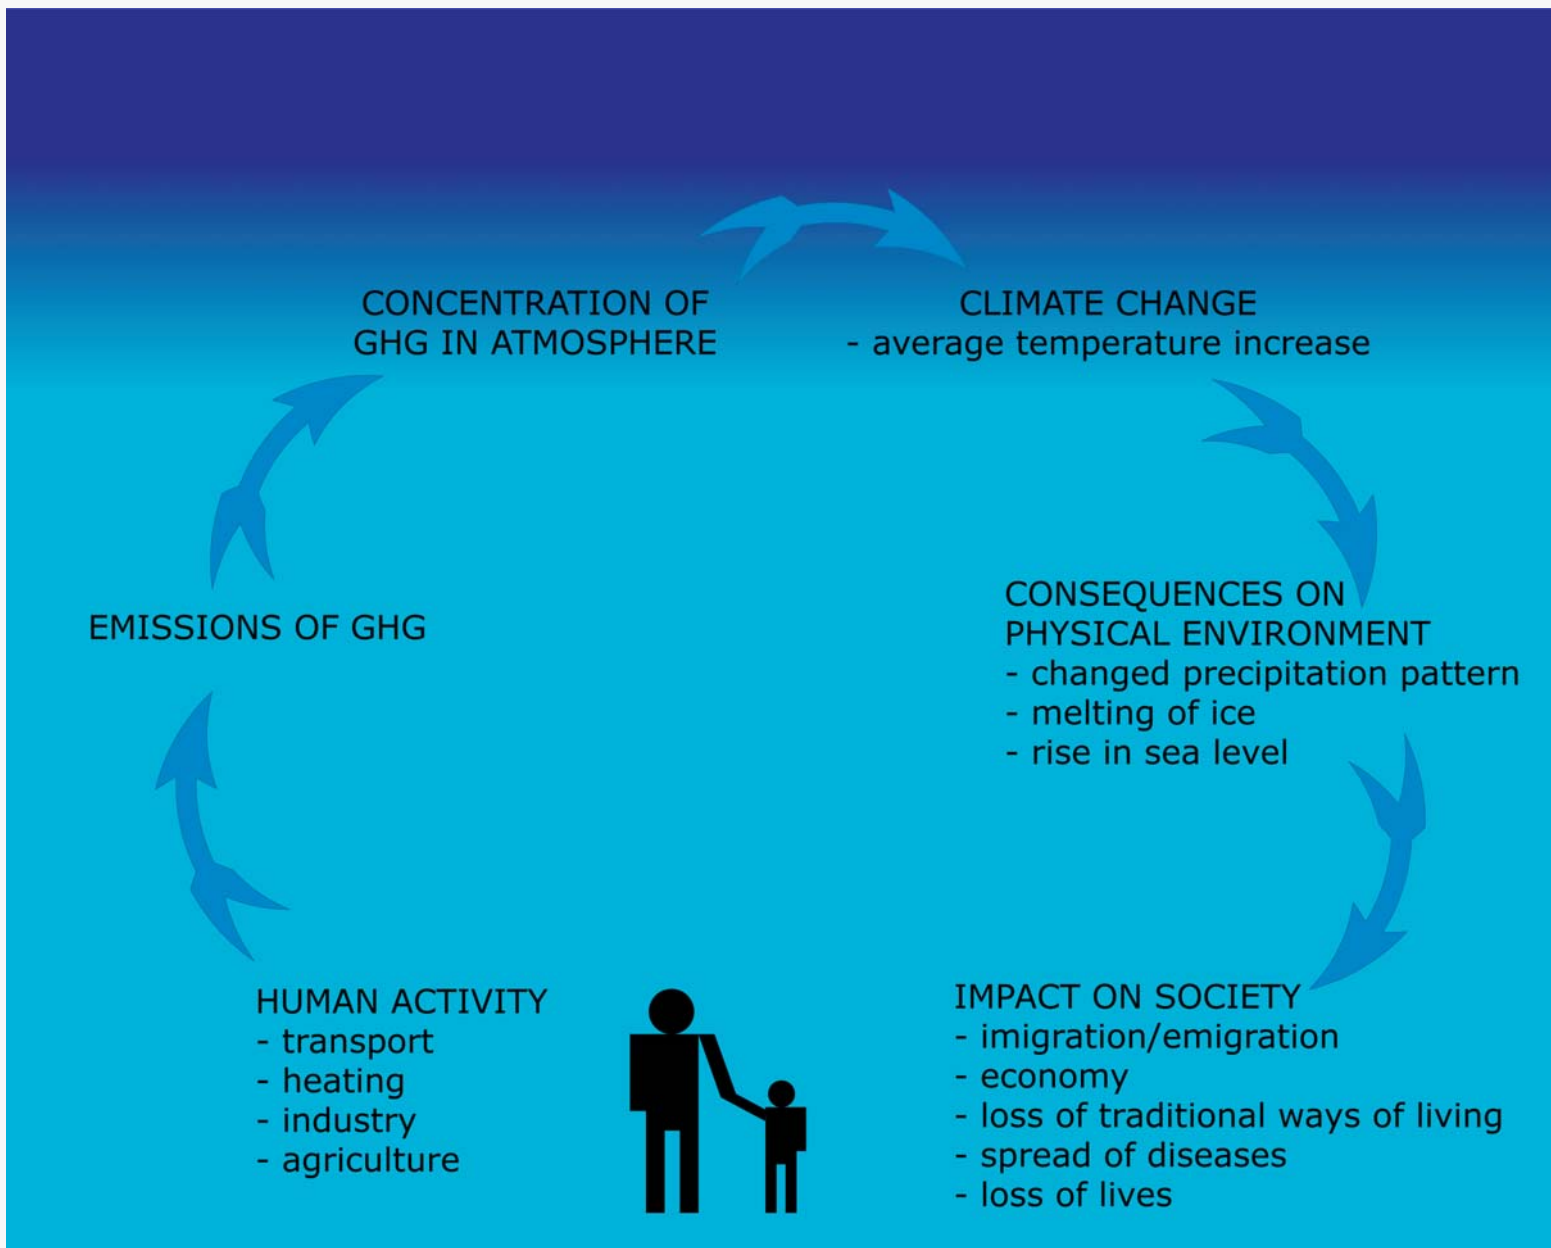 CONCENTRATION OF
GHG IN ATMOSPHERE
CLIMATE CHANGE
- average temperature increase
EMISSIONS OF GHG
CONSEQUENCES ON
PHYSICAL ENVIRONMENT
- changed precipitation pattern
- melting of ice
- rise in sea level
HUMAN ACTIVITY
- transport
- heating
- industry
- agriculture
IMPACT ON SOCIETY
- imigration/emigration
- economy
- loss of traditional ways of living
- spread of diseases
- loss of lives